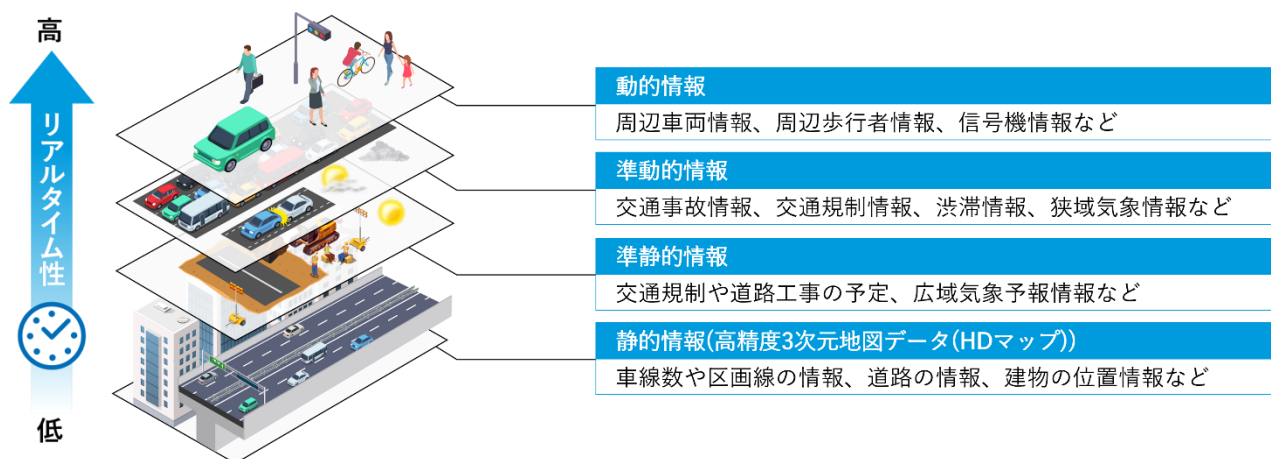 高
リアルタイム性
低
動的情報
周辺車両情報、周辺歩行者情報、信号機情報など
準動的情報
交通事故情報、交通規制情報、渋滞情報、狭域気象情報など
準静的情報
交通規制や道路工事の予定、広域気象予報情報など
静的情報(高精度3次元地図データ(HDマップ))
車線数や区画線の情報、道路の情報、建物の位置情報など